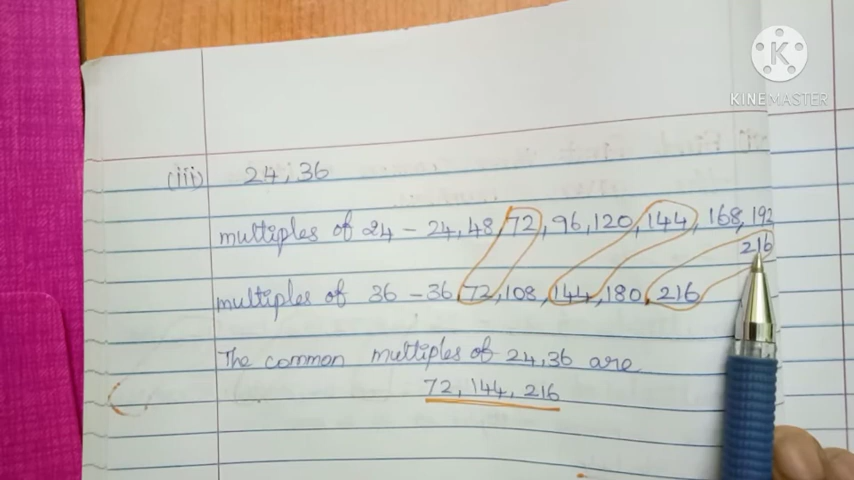 KINEMASTER
(iii) 24, 36
multiples of 24 - 24, 48, 72, 96, 120, 144, 168, 192
216
multiples of 36 - 36, 72, 108, 144, 180, 216
The common multiples of 24, 36 are
72, 144, 216